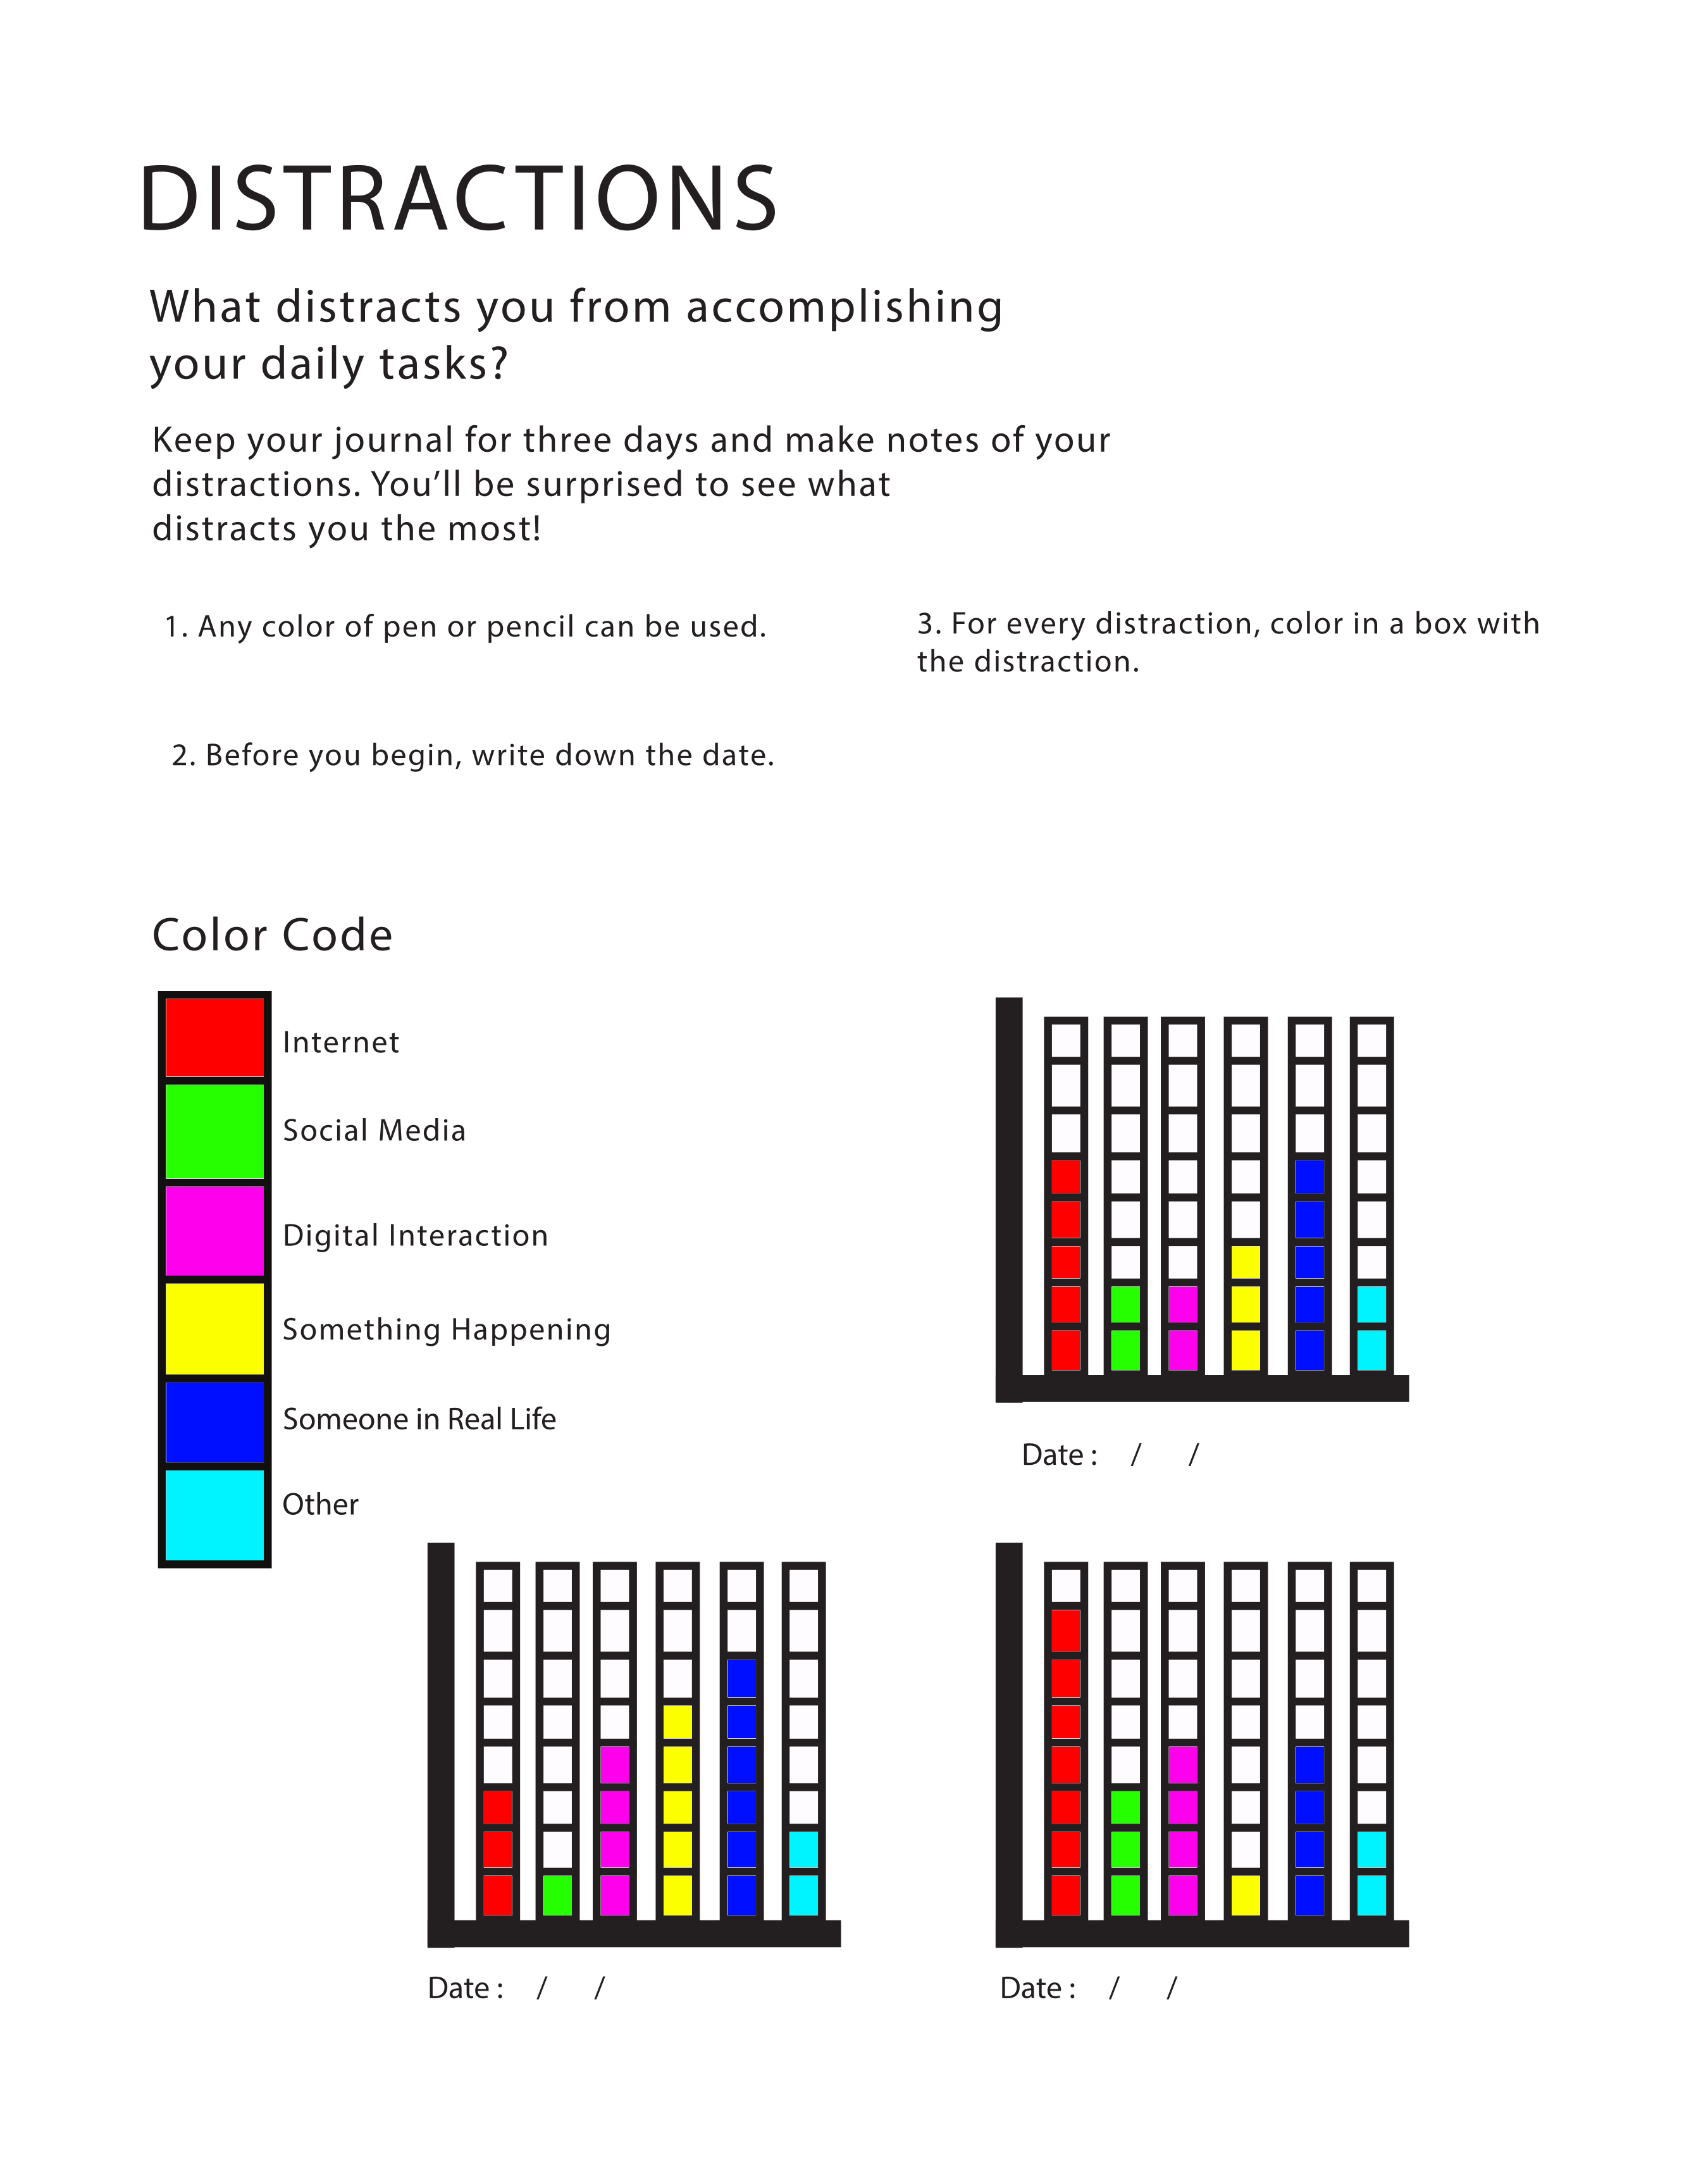 DISTRACTIONS
What distracts you from accomplishing
your daily tasks?
Keep your journal for three days and make notes of your
distractions. You’ll be surprised to see what
distracts you the most!
1. Any color of pen or pencil can be used.
2. Before you begin, write down the date.
3. For every distraction, color in a box with
the distraction.
Color Code
Internet
Social Media
Digital Interaction
Something Happening
Someone in Real Life
Other
Date : / /
Date : / /
Date : / /